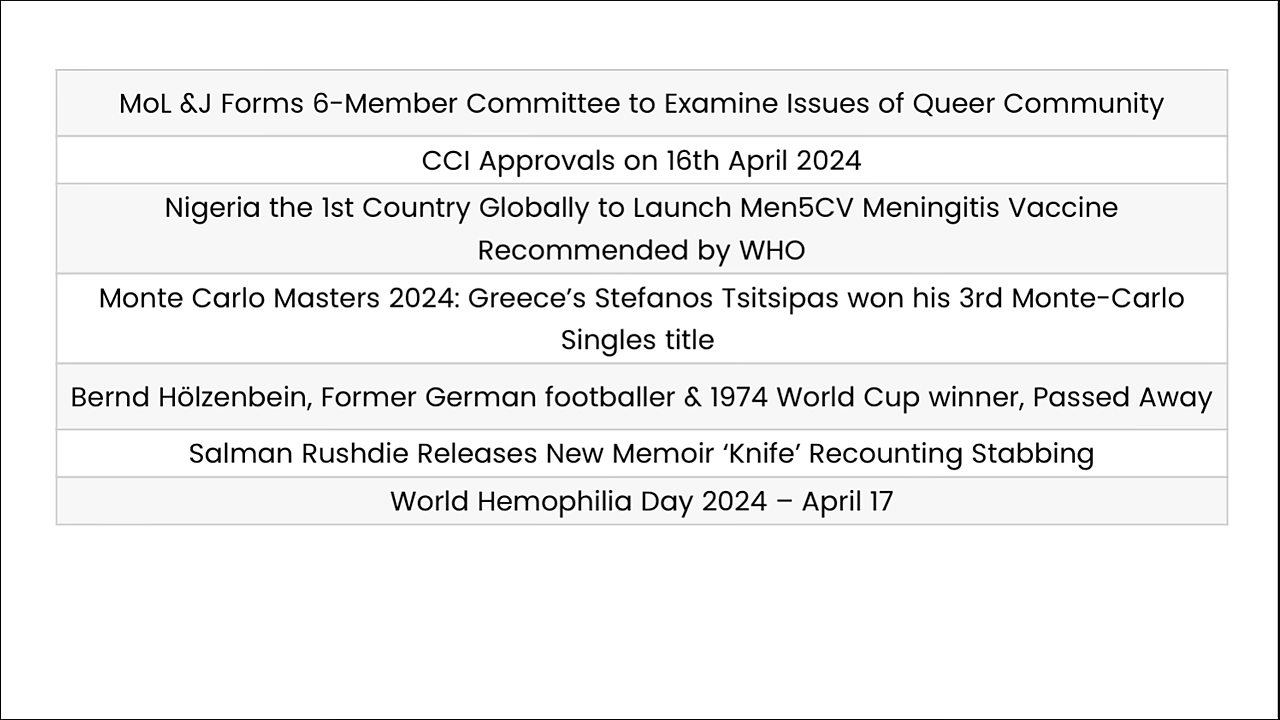 MoL &J Forms 6-Member Committee to Examine Issues of Queer Community
CCI Approvals on 16th April 2024
Nigeria the 1st Country Globally to Launch Men5CV Meningitis Vaccine
Recommended by WHO
Monte Carlo Masters 2024: Greece’s Stefanos Tsitsipas won his 3rd Monte-Carlo
Singles title
Bernd Hölzenbein, Former German footballer & 1974 World Cup winner, Passed Away
Salman Rushdie Releases New Memoir ‘Knife’ Recounting Stabbing
World Hemophilia Day 2024 – April 17